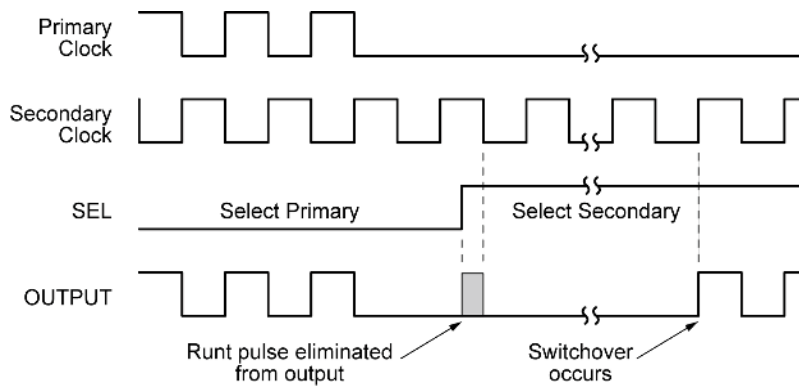 Primary
Clock
Secondary
Clock
SEL
Select Primary
Select Secondary
OUTPUT
Runt pulse eliminated
from output
Switchover
occurs